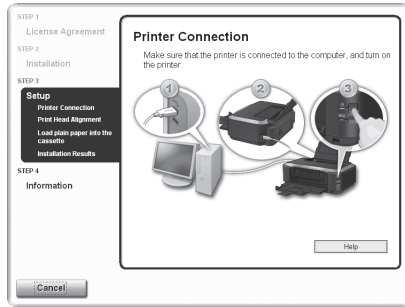 STEP 1
License Agreement
STEP 2
Installation
STEP 3
Setup
Printer Connection
Print Head Alignment
Load plain paper into the
cassette
Installation Results
STEP 4
Information
Cancel
Printer Connection
Make sure that the printer is connected to the computer, and turn on
the printer.
1
2
3
Help